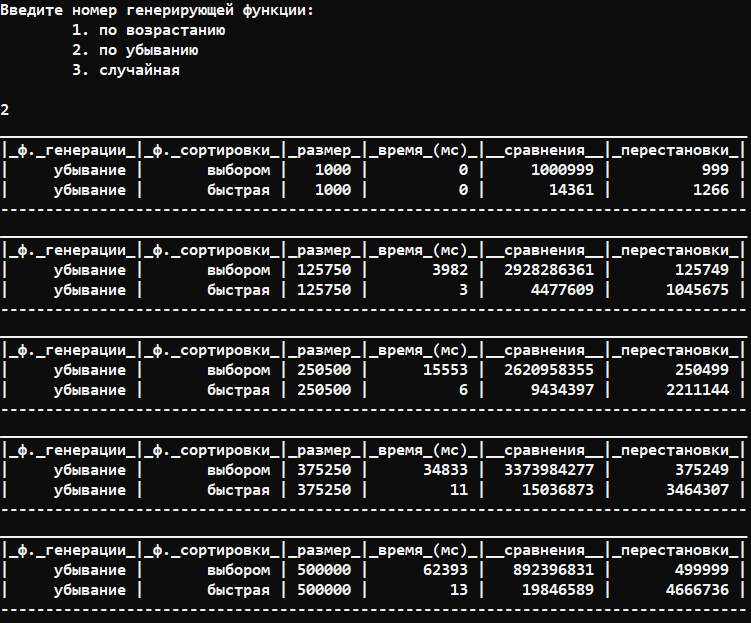 Введите номер генерирующей функции:
1. по возрастанию
2. по убыванию
3. случайная
2
|_ф._генерации_|_ф._сортировки_|_размер_|_время_(мс)_|__сравнения__|_перестановки_|
| убывание | выбором | 1000 | 0 | 1000999 | 999 |
| убывание | быстрая | 1000 | 0 | 14361 | 1266 |
|_ф._генерации_|_ф._сортировки_|_размер_|_время_(мс)_|__сравнения__|_перестановки_|
| убывание | выбором | 125750 | 3982 | 2928286361 | 125749 |
| убывание | быстрая | 125750 | 3 | 4477609 | 1045675 |
|_ф._генерации_|_ф._сортировки_|_размер_|_время_(мс)_|__сравнения__|_перестановки_|
| убывание | выбором | 250500 | 15553 | 2620958355 | 250499 |
| убывание | быстрая | 250500 | 6 | 9434397 | 2211144 |
|_ф._генерации_|_ф._сортировки_|_размер_|_время_(мс)_|__сравнения__|_перестановки_|
| убывание | выбором | 375250 | 34833 | 3373984277 | 375249 |
| убывание | быстрая | 375250 | 11 | 15036873 | 3464307 |
|_ф._генерации_|_ф._сортировки_|_размер_|_время_(мс)_|__сравнения__|_перестановки_|
| убывание | выбором | 500000 | 62393 | 892396831 | 499999 |
| убывание | быстрая | 500000 | 13 | 19846589 | 4666736 |